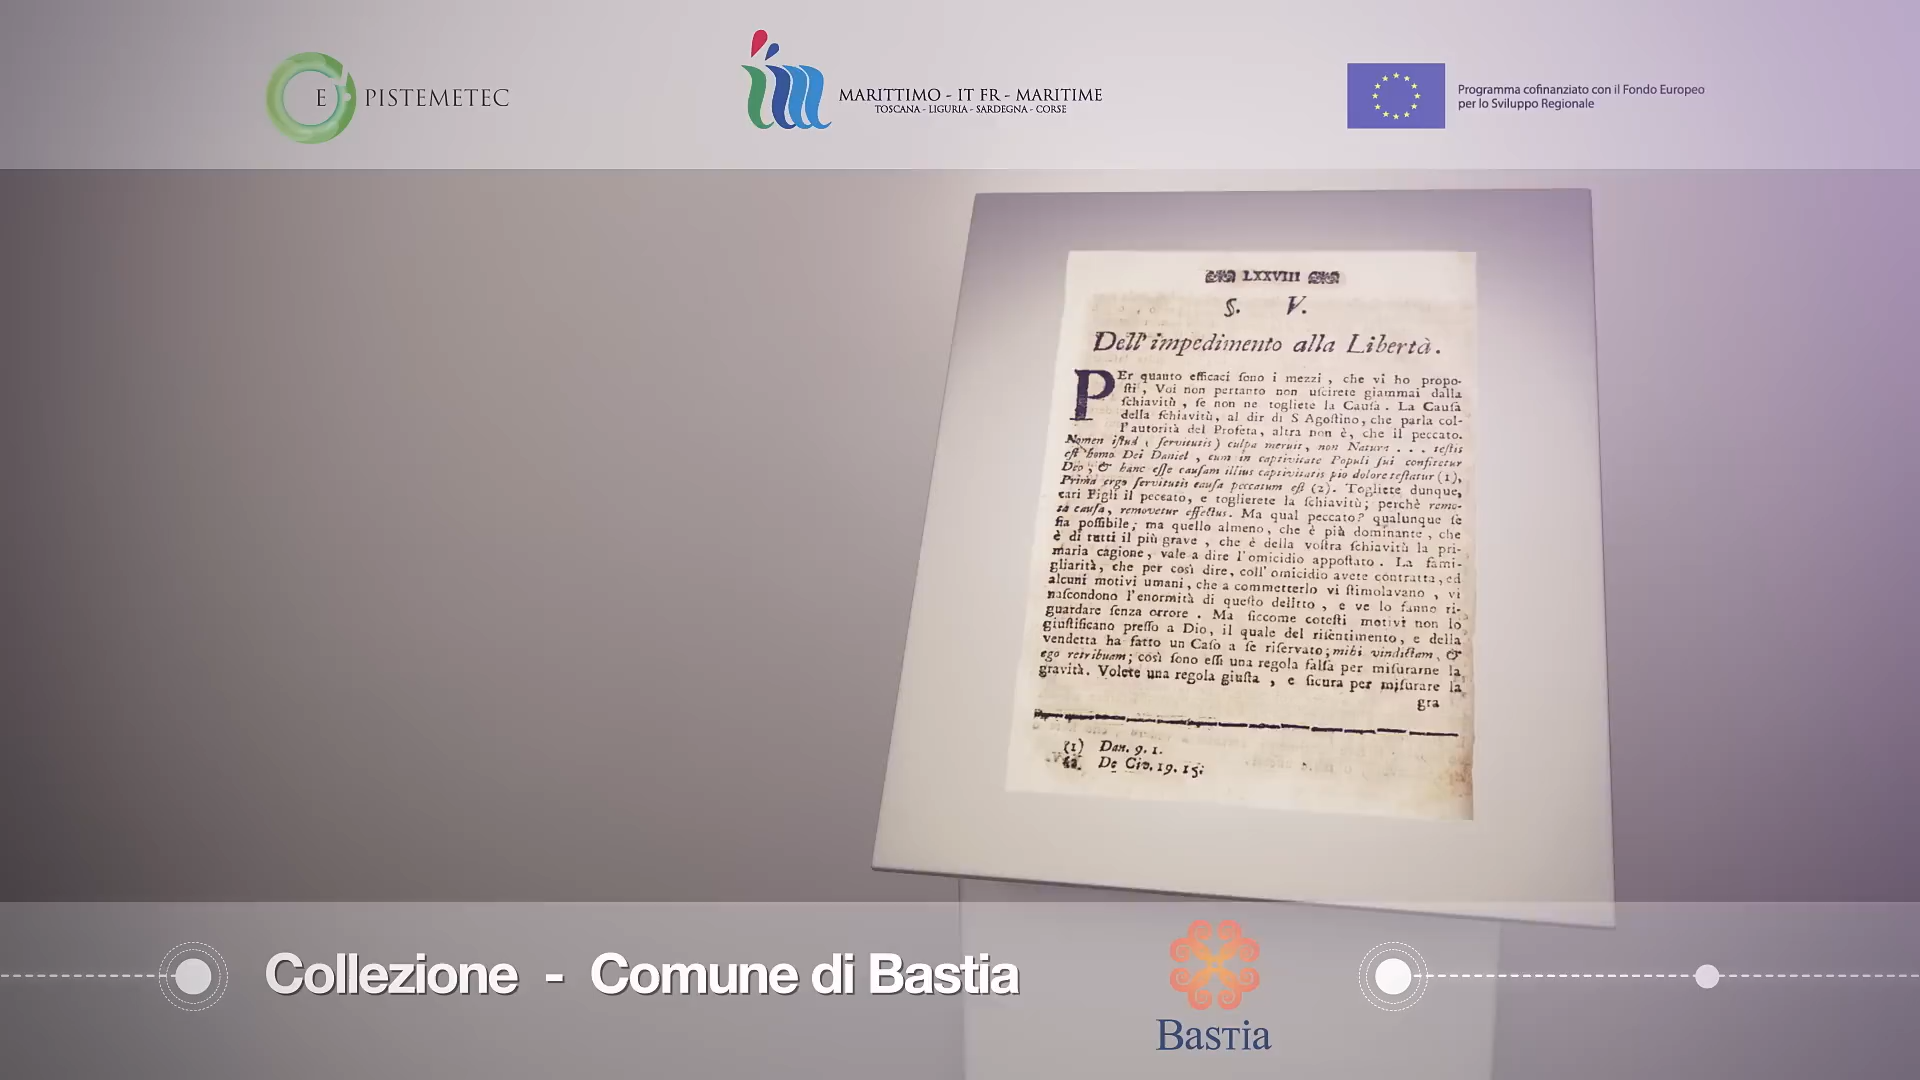 E PISTEMETEC
MARITTIMO - IT FR - MARITIME
TOSCANA - LIGURIA - SARDEGNA - CORSE
Programma cofinanziato con il Fondo Europeo
per lo Sviluppo Regionale
LXXVIII
§. V.
Dell' impedimento alla Libertà.
PEr quanto efficaci ſono i mezzi, che vi ho propo-
ſti, Voi non pertanto non uſcirete giammai dalla
ſchiavitù, ſe non ne togliete la Cauſa. La Cauſa
della ſchiavitù, al dir di S Agoſtino, che parla col-
l'autorità del Profeta, altra non è, che il peccato.
Nomen iſtud (ſervitutis) culpa meruit, non Natura . . . teſtis
eſt homo Dei Daniel, cum in captivitate Populi ſui confitetur
Deo, & hanc eſſe cauſam illius captivitatis pio dolore teſtatur (1),
Prima ergo ſervitutis cauſa peccatum eſt (2). Togliete dunque,
cari Figli il peccato, e toglierete la ſchiavitù; perchè remo-
ta cauſa, removetur effectus. Ma qual peccato? qualunque ſe
ſia poſſibile; ma quello almeno, che è più dominante, che
è di tutti il più grave, che è della voſtra ſchiavitù la pri-
maria cagione, vale a dire l'omicidio appoſtato. La fami-
gliarità, che per così dire, coll'omicidio avete contratta, ed
alcuni motivi umani, che a commetterlo vi ſtimolavano, vi
naſcondono l'enormità di queſto delitto, e ve lo fanno ri-
guardare ſenza orrore. Ma ſiccome coteſti motivi non lo
giuſtificano preſſo a Dio, il quale del riſentimento, e della
vendetta ha fatto un Caſo a ſe riſervato; mihi vindictam, &
ego retribuam; così ſono eſſi una regola falſa per miſurarne la
gravità. Volete una regola giuſta, e ſicura per miſurare la
gra
(1) Dan. 9. 1.
De Civ. 19. 15.
Collezione - Comune di Bastia
Bastia